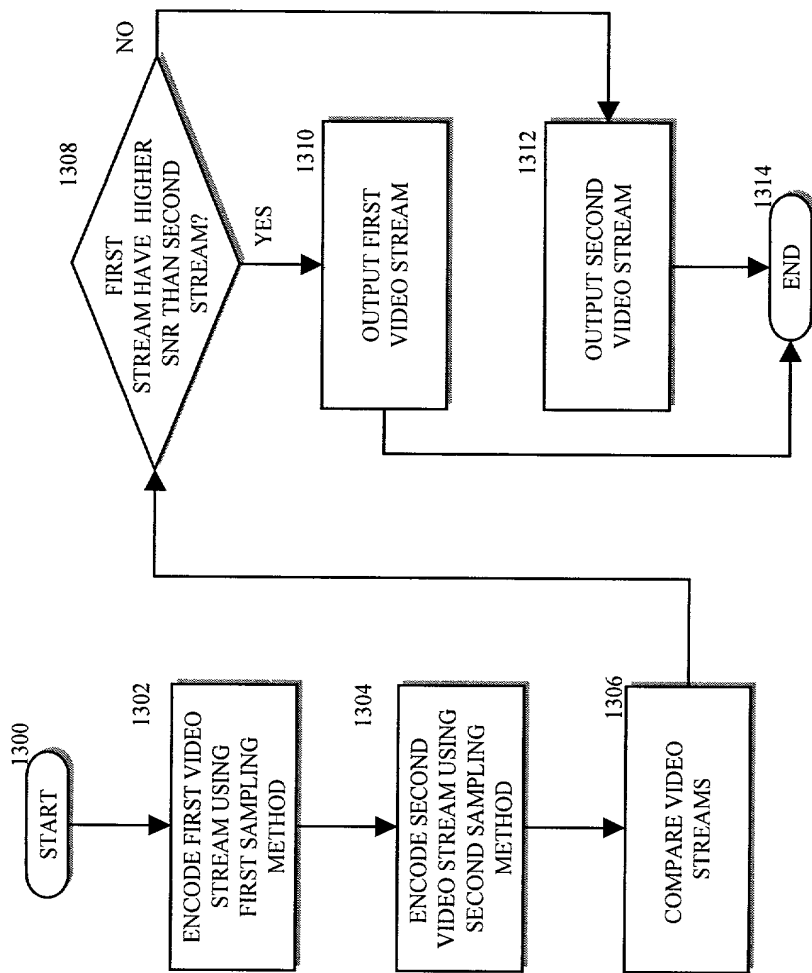 1300
START
1302
ENCODE FIRST VIDEO
STREAM USING
FIRST SAMPLING
METHOD
1304
ENCODE SECOND
VIDEO STREAM USING
SECOND SAMPLING
METHOD
1306
COMPARE VIDEO
STREAMS
1308
FIRST
STREAM HAVE HIGHER
SNR THAN SECOND
STREAM?
NO
YES
1310
OUTPUT FIRST
VIDEO STREAM
1312
OUTPUT SECOND
VIDEO STREAM
1314
END